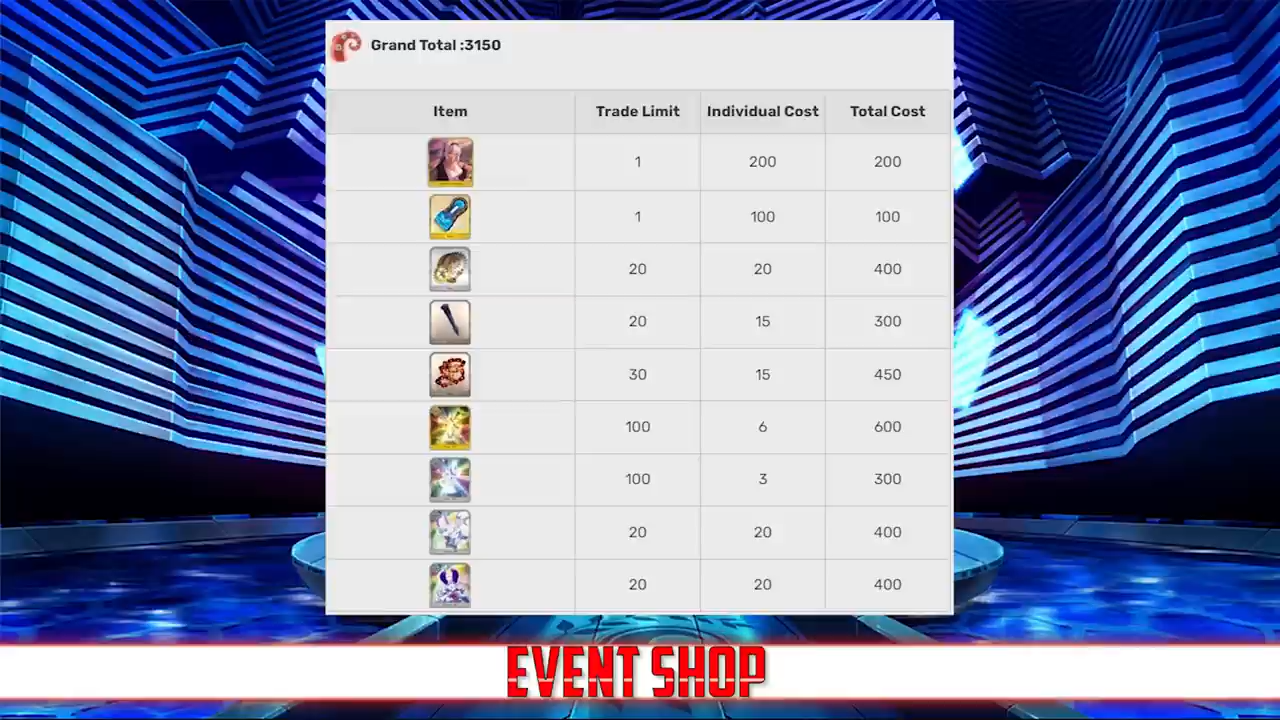 Grand Total :3150
Item Trade Limit Individual Cost Total Cost
1 200 200
1 100 100
20 20 400
20 15 300
30 15 450
100 6 600
100 3 300
20 20 400
20 20 400
EVENT SHOP